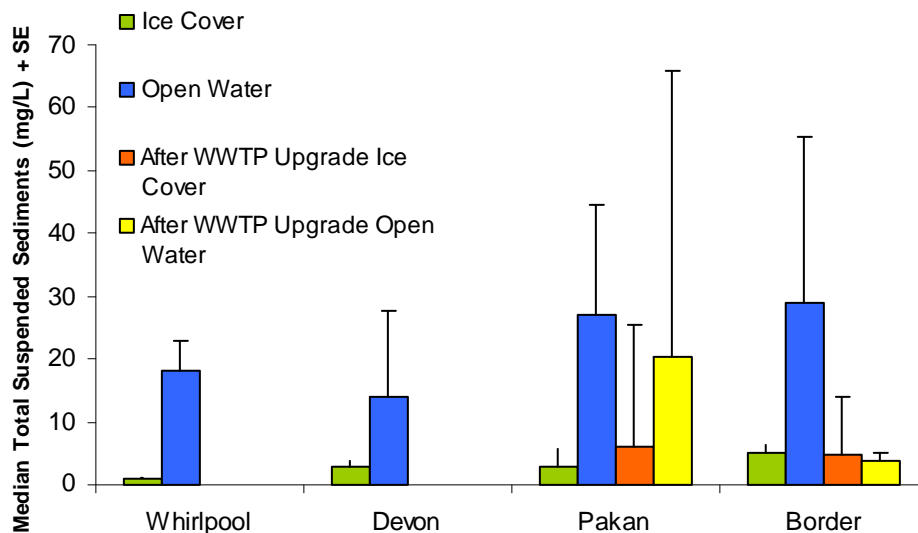 Median Total Suspended Sediments (mg/L) + SE
70
60
50
40
30
20
10
0
Ice Cover
Open Water
After WWTP Upgrade Ice
Cover
After WWTP Upgrade Open
Water
Whirlpool
Devon
Pakan
Border